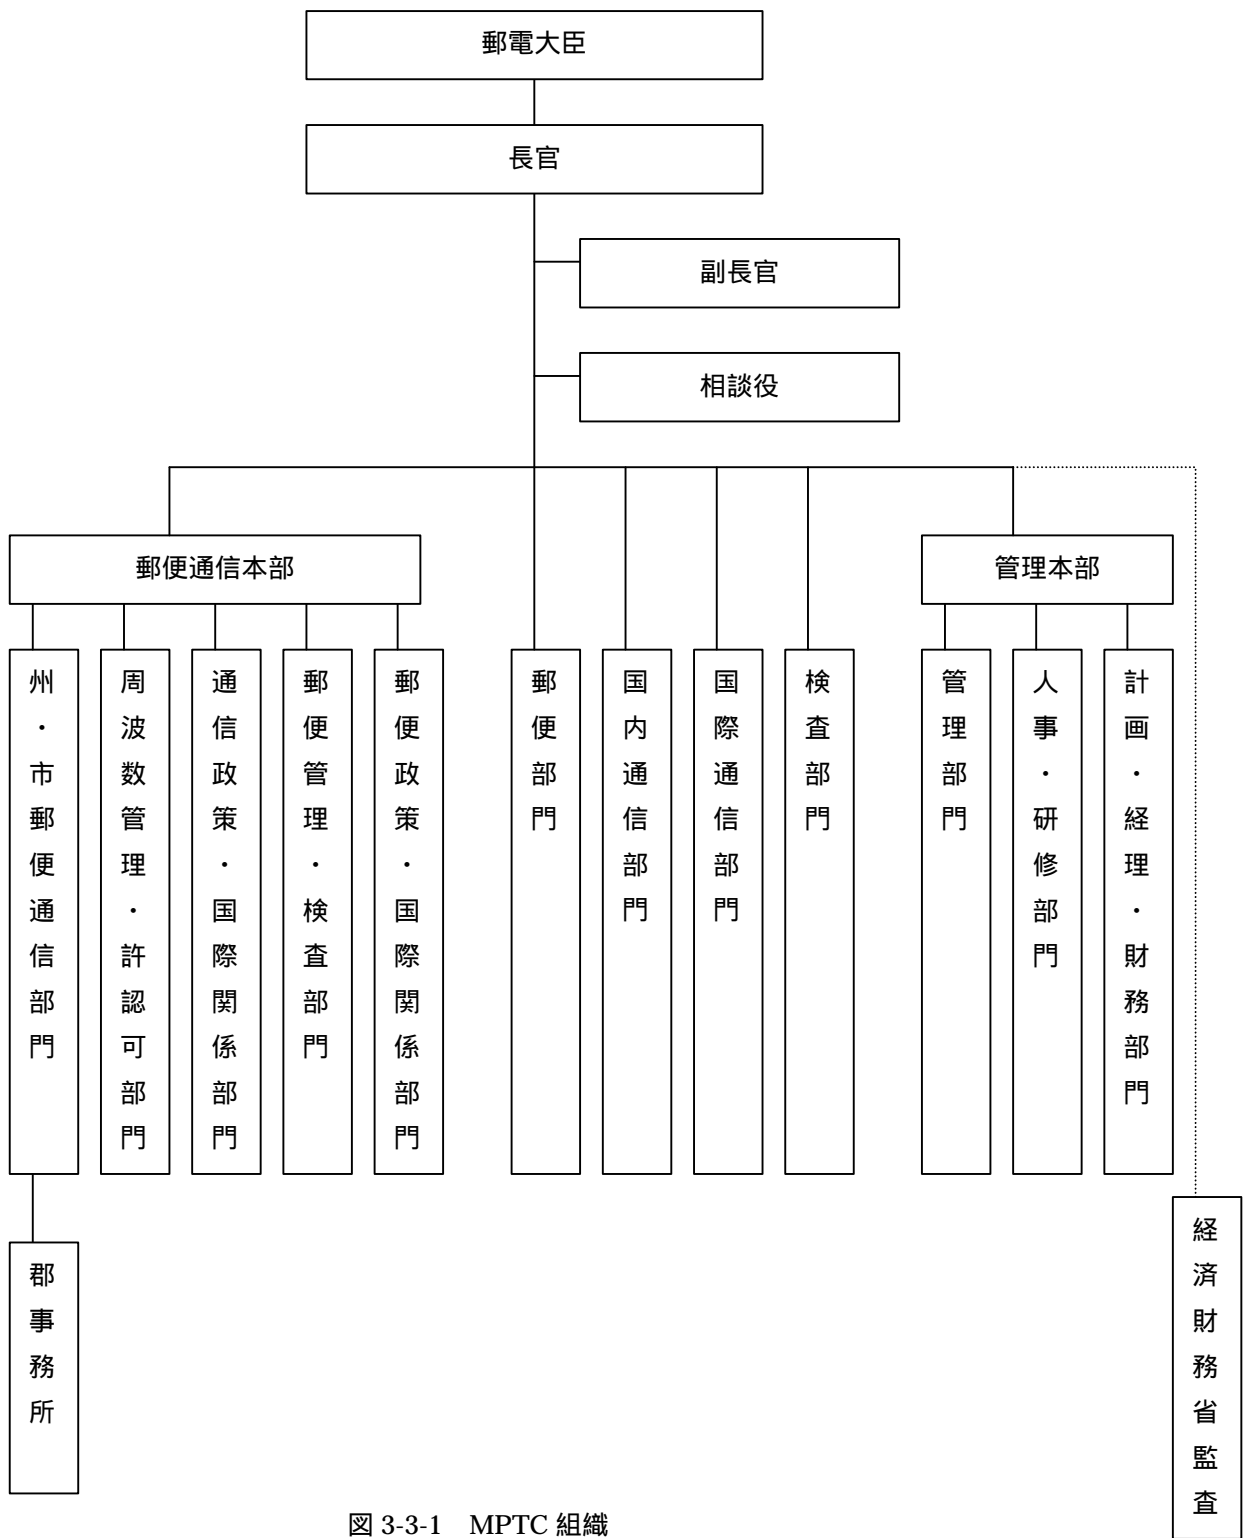 郵電大臣
長官
副長官
相談役
郵便通信本部
管理本部
州・市郵便通信部門
周波数管理・許認可部門
通信政策・国際関係部門
郵便管理・検査部門
郵便政策・国際関係部門
郵便部門
国内通信部門
国際通信部門
検査部門
管理部門
人事・研修部門
計画・経理・財務部門
郡事務所
経済財務省監査
図 3-3-1 MPTC 組織